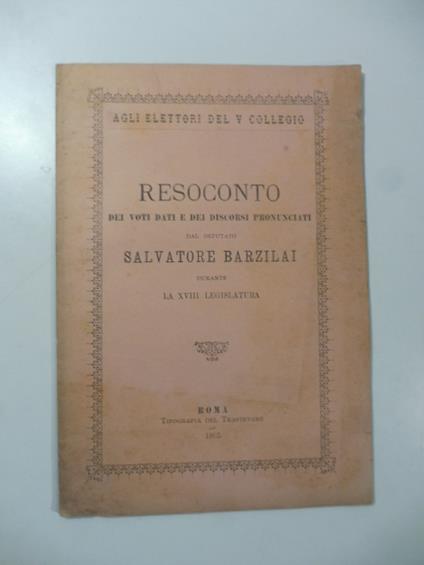 AGLI ELETTORI DEL V COLLEGIO
RESOCONTO
DEI VOTI DATI E DEI DISCORSI PRONUNCIATI
DAL DEPUTATO
SALVATORE BARZILAI
DURANTE
LA XVIII LEGISLATURA
ROMA
TIPOGRAFIA DEL TRASTEVERE